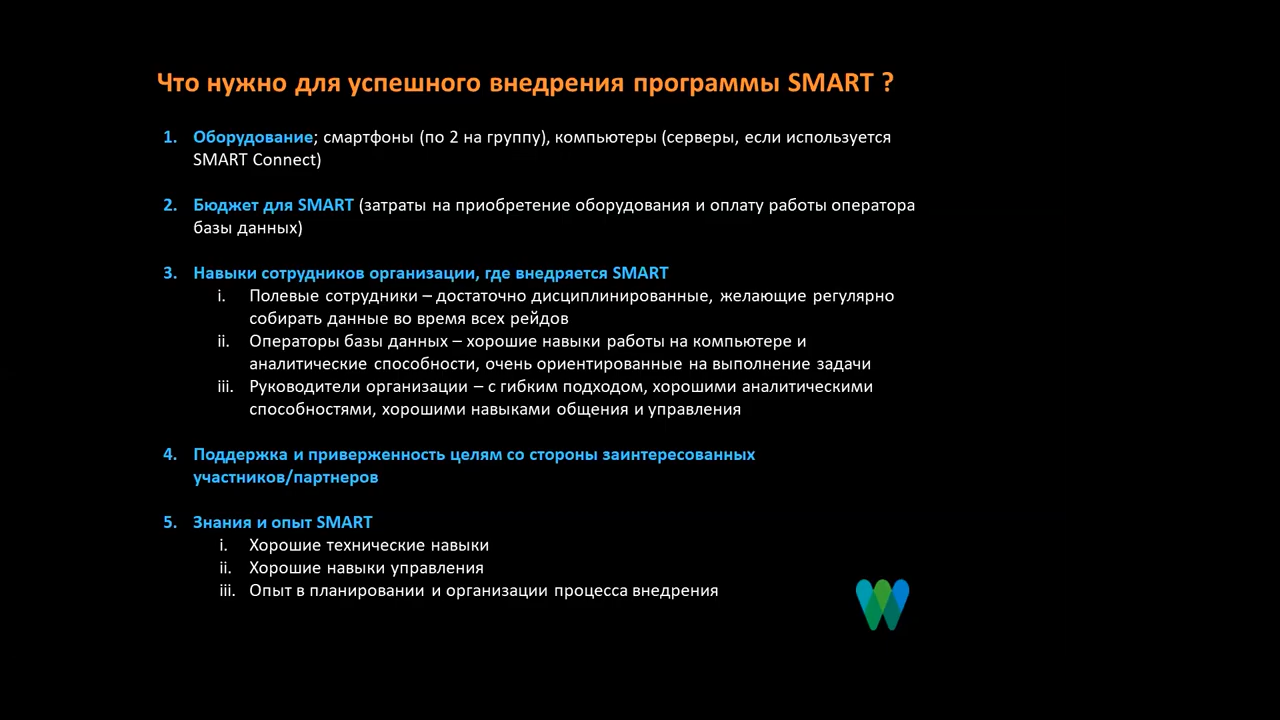 Что нужно для успешного внедрения программы SMART ?
1. Оборудование; смартфоны (по 2 на группу), компьютеры (серверы, если используется
SMART Connect)
2. Бюджет для SMART (затраты на приобретение оборудования и оплату работы оператора
базы данных)
3. Навыки сотрудников организации, где внедряется SMART
i. Полевые сотрудники – достаточно дисциплинированные, желающие регулярно
собирать данные во время всех рейдов
ii. Операторы базы данных – хорошие навыки работы на компьютере и
аналитические способности, очень ориентированные на выполнение задачи
iii. Руководители организации – с гибким подходом, хорошими аналитическими
способностями, хорошими навыками общения и управления
4. Поддержка и приверженность целям со стороны заинтересованных
участников/партнеров
5. Знания и опыт SMART
i. Хорошие технические навыки
ii. Хорошие навыки управления
iii. Опыт в планировании и организации процесса внедрения